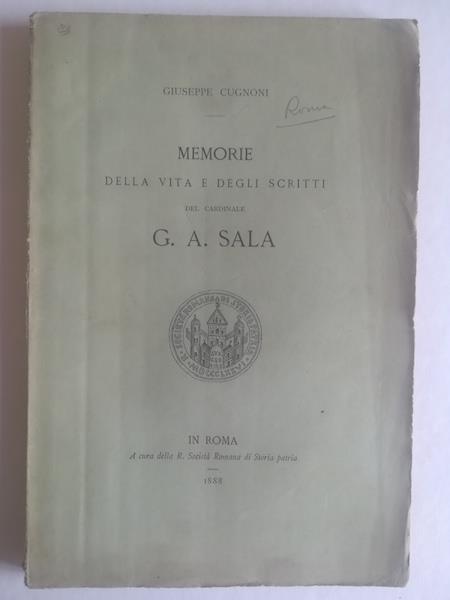 GIUSEPPE CUGNONI
Roma
MEMORIE
DELLA VITA E DEGLI SCRITTI
DEL CARDINALE
G. A. SALA
IN ROMA
A cura della R. Società Romana di Storia patria
1888